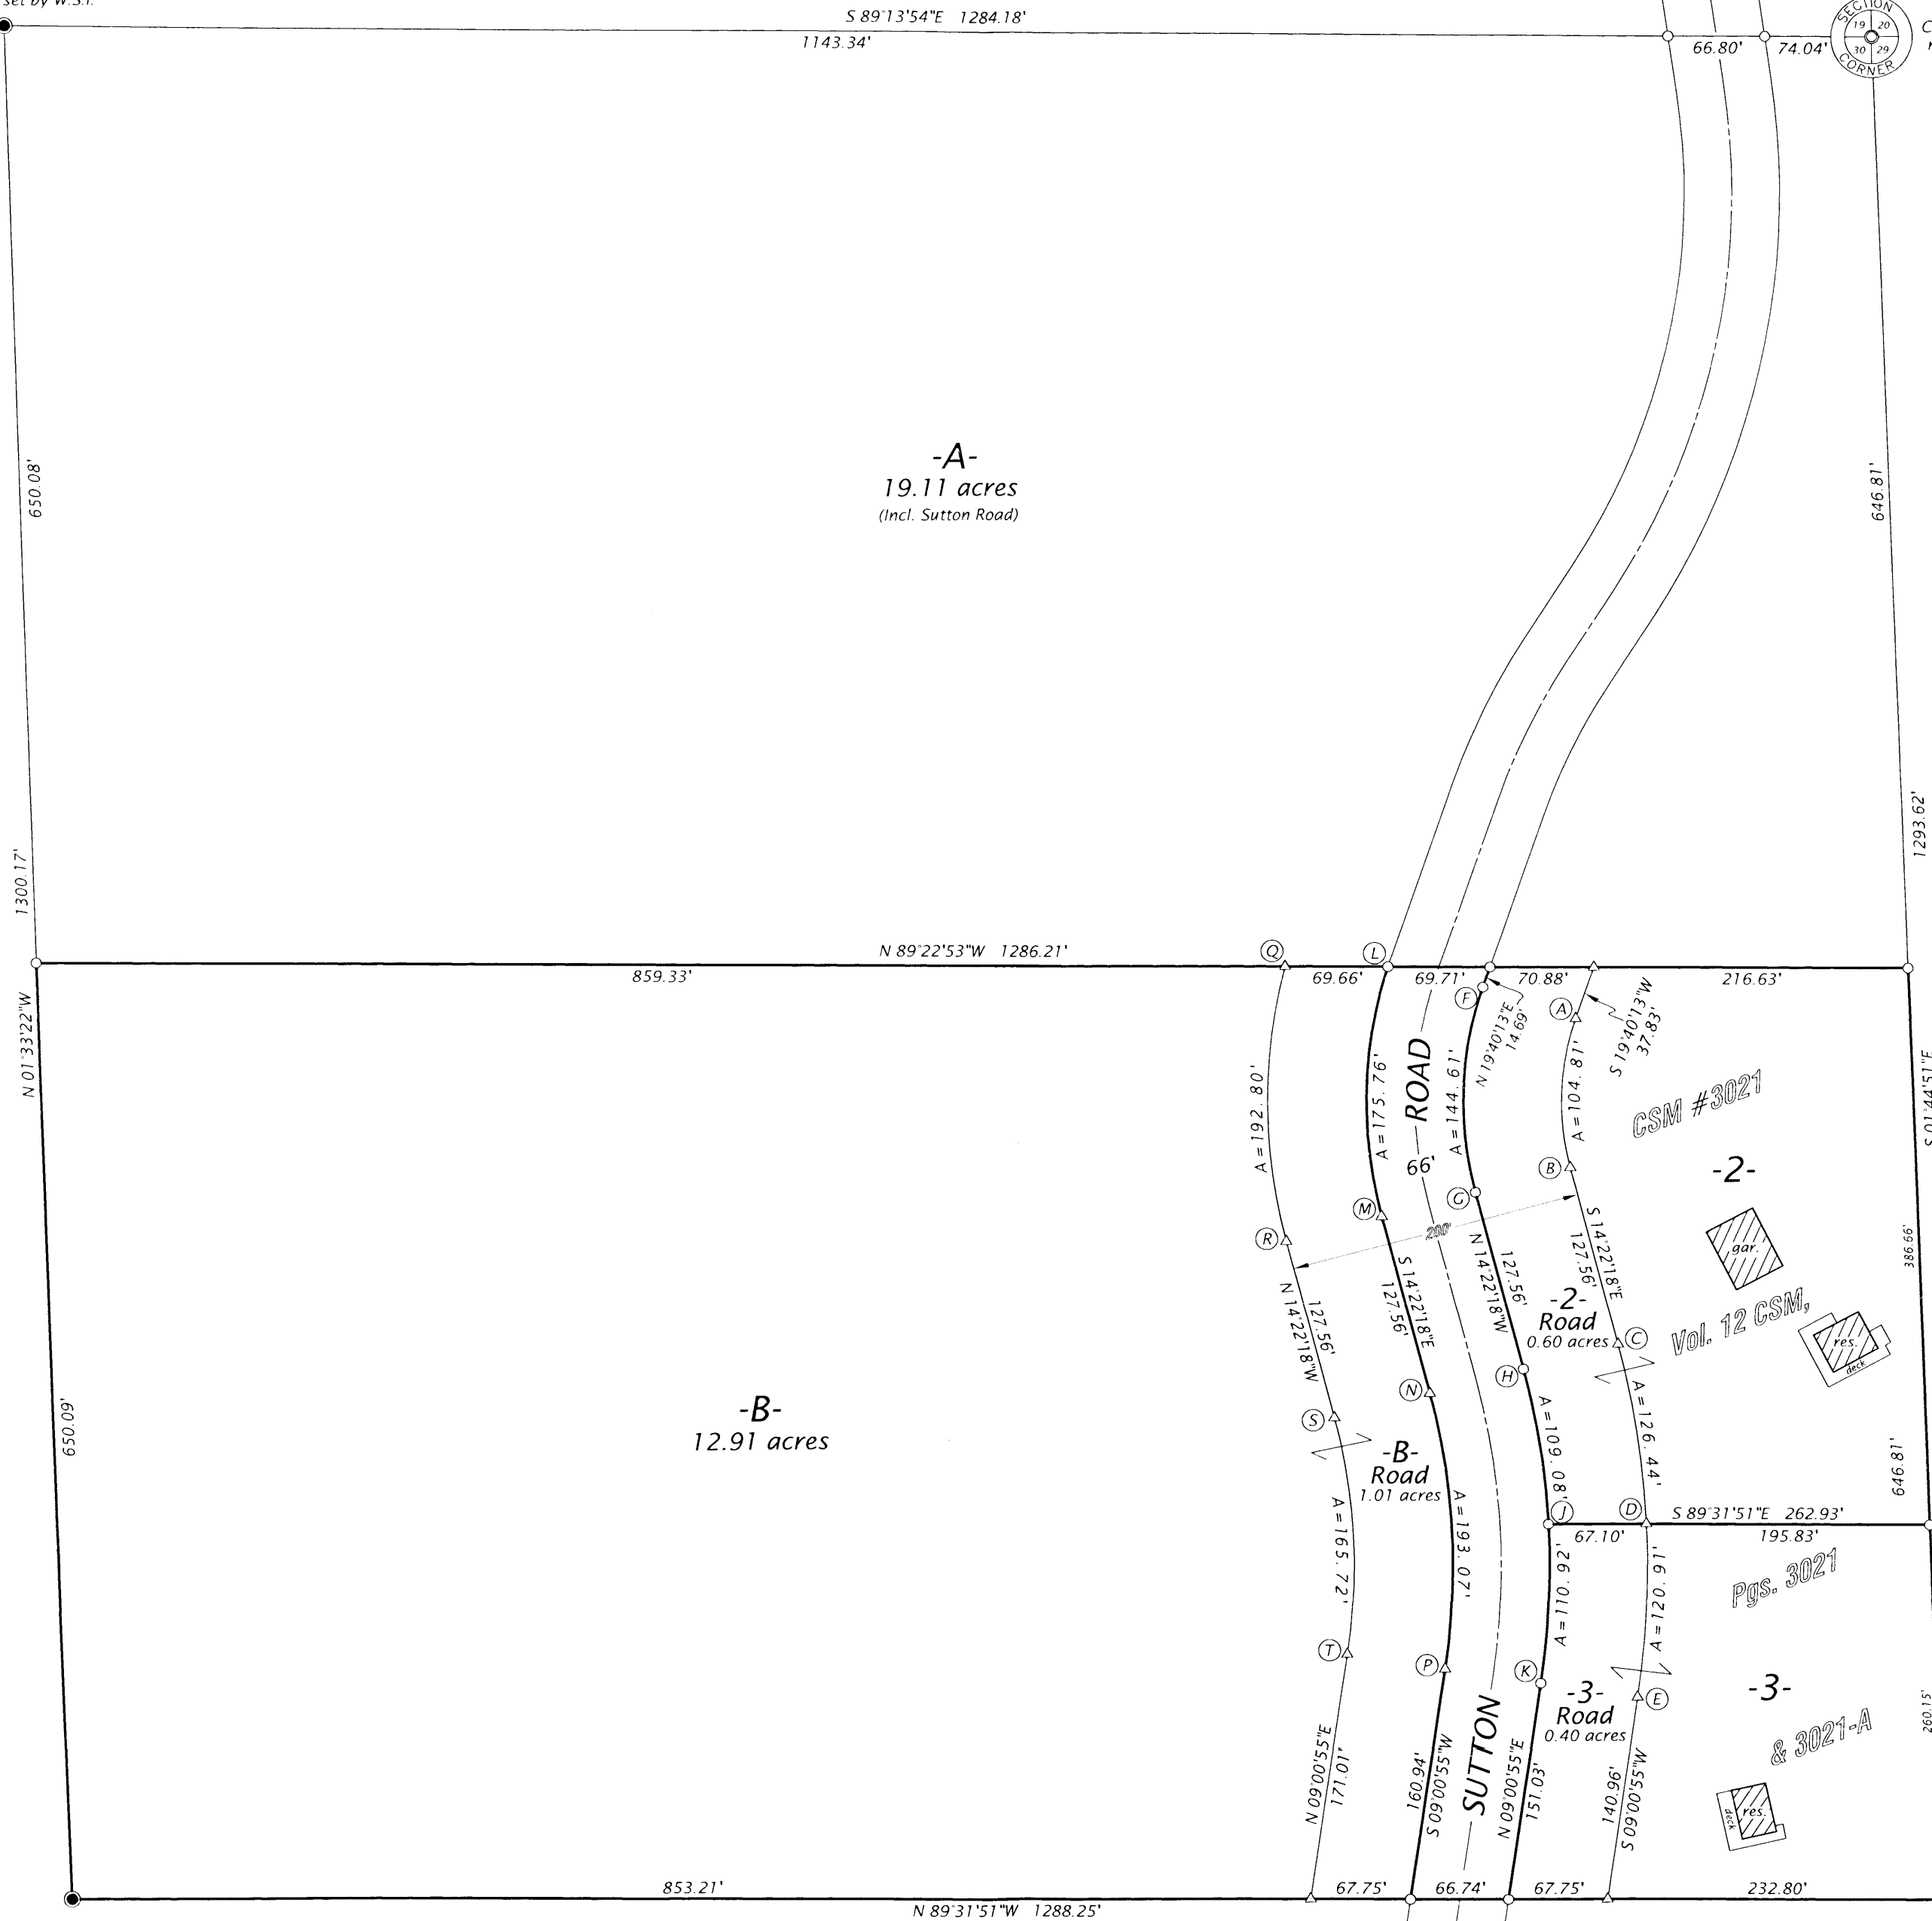 set by W.S.I.
S 89°13'54"E 1284.18'
1143.34'
66.80'
74.04'
SECTION
19 20
30 29
CORNER
650.08'
646.81'
-A-
19.11 acres
(Incl. Sutton Road)
1300.17'
1293.62'
N 89°22'53"W 1286.21'
Q
L
859.33'
69.66'
69.71'
70.88'
216.63'
N 01°33'22"W
F
A
N 19°40'13"E
14.69'
S 19°40'13"W
37.83'
S 01°44'51"E
A=192.80'
A=175.76'
ROAD
A=144.61'
A=104.81'
CSM #3021
66'
B
-2-
G
M
200'
R
S 14°22'18"E
127.56'
gar.
386.66'
N 14°22'18"W
127.56'
S 14°22'18"E
127.56'
N 14°22'18"W
127.56'
-2-
Road
0.60 acres
C
Vol. 12 CSM,
res.
deck
H
N
S
-B-
12.91 acres
650.09'
-B-
Road
1.01 acres
A=109.08'
A=126.44'
646.81'
J
D
S 89°31'51"E 262.93'
67.10'
195.83'
A=165.72'
A=193.07'
A=110.92'
A=120.91'
Pgs. 3021
T
P
K
E
-3-
Road
0.40 acres
-3-
260.15'
& 3021-A
N 09°00'55"E
171.01'
160.94'
S 09°00'55"W
SUTTON
N 09°00'55"E
151.03'
140.96'
S 09°00'55"W
deck
res.
853.21'
67.75'
66.74'
67.75'
232.80'
N 89°31'51"W 1288.25'